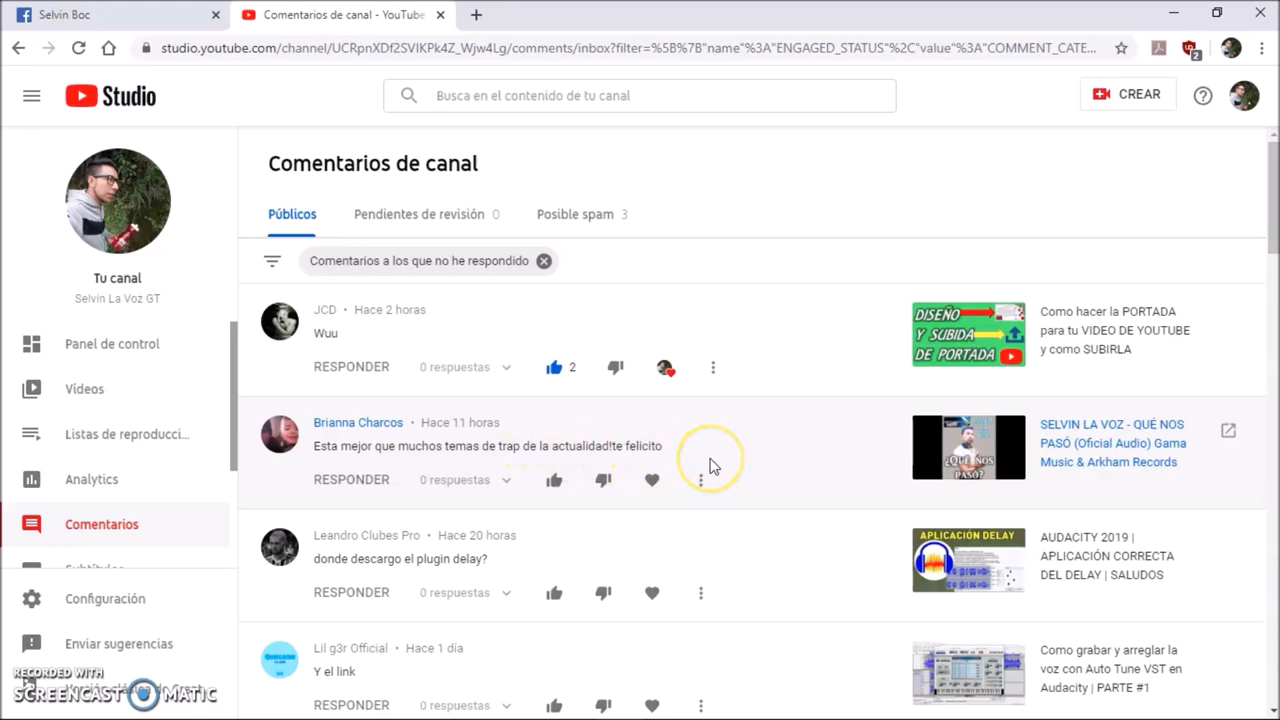 Selvin Boc
Comentarios de canal - YouTube
studio.youtube.com/channel/UCRpnXDf2SVIKPk4Z_Wjw4Lg/comments/inbox?filter=%5B%7B"name"%3A"ENGAGED_STATUS"%2C"value"%3A"COMMENT_CATE...
2
Studio
Busca en el contenido de tu canal
CREAR
Tu canal
Selvin La Voz GT
Panel de control
Vídeos
Listas de reproducci...
Analytics
Comentarios
Configuración
Enviar sugerencias
RECORDED WITH
SCREENCAST MATIC
Comentarios de canal
Públicos
Pendientes de revisión 0
Posible spam 3
Comentarios a los que no he respondido
JCD • Hace 2 horas
Wuu
RESPONDER 0 respuestas 2
DISEÑO
Y SUBIDA
DE PORTADA
Como hacer la PORTADA
para tu VIDEO DE YOUTUBE
y como SUBIRLA
Brianna Charcos • Hace 11 horas
Esta mejor que muchos temas de trap de la actualidad!te felicito
RESPONDER 0 respuestas
¿QUÉ NOS
PASÓ?
SELVIN LA VOZ - QUÉ NOS
PASÓ (Oficial Audio) Gama
Music & Arkham Records
Leandro Clubes Pro • Hace 20 horas
donde descargo el plugin delay?
RESPONDER 0 respuestas
APLICACIÓN DELAY
AUDACITY 2019 |
APLICACIÓN CORRECTA
DEL DELAY | SALUDOS
Lil g3r Official • Hace 1 día
Y el link
RESPONDER 0 respuestas
Como grabar y arreglar la
voz con Auto Tune VST en
Audacity | PARTE #1